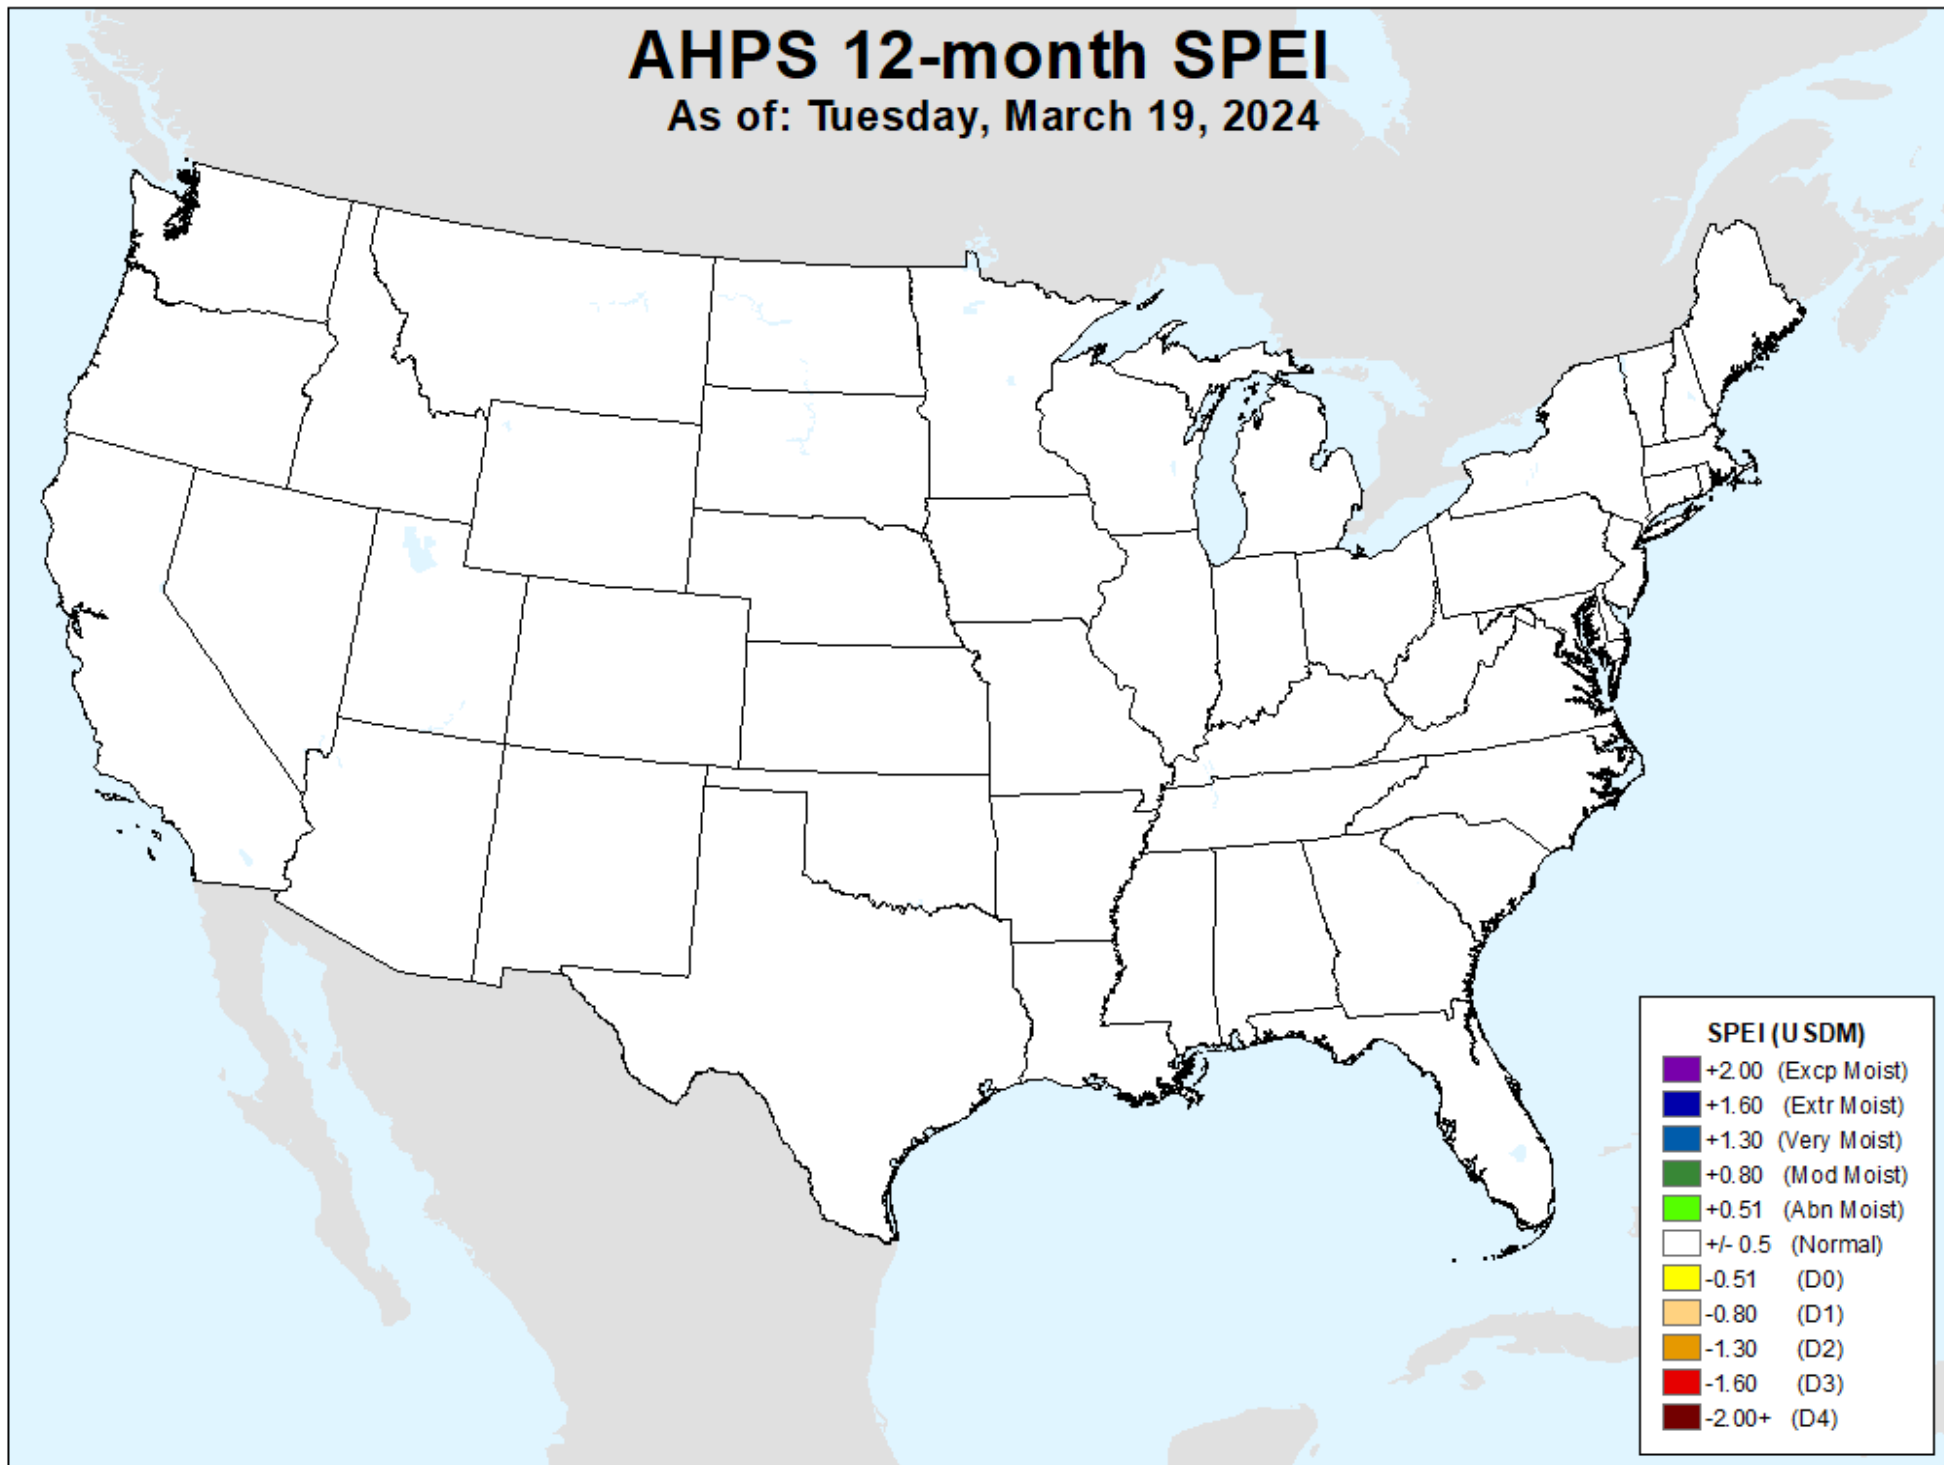 AHPS 12-month SPEI
As of: Tuesday, March 19, 2024
SPEI (USDM)
+2.00 (Excp Moist)
+1.60 (Extr Moist)
+1.30 (Very Moist)
+0.80 (Mod Moist)
+0.51 (Abn Moist)
+/- 0.5 (Normal)
-0.51 (D0)
-0.80 (D1)
-1.30 (D2)
-1.60 (D3)
-2.00+ (D4)